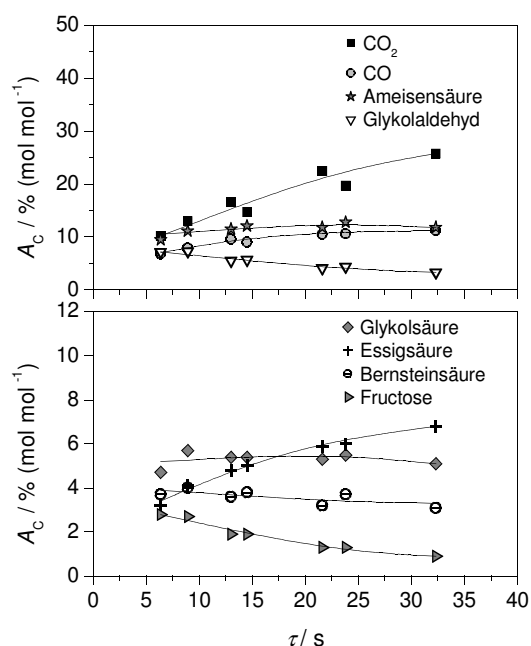 50
40
30
20
10
0
A_C / % (mol mol⁻¹)
CO₂
CO
Ameisensäure
Glykolaldehyd
12
10
8
6
4
2
0
A_C / % (mol mol⁻¹)
Glykolsäure
Essigsäure
Bernsteinsäure
Fructose
0 5 10 15 20 25 30 35 40
τ / s